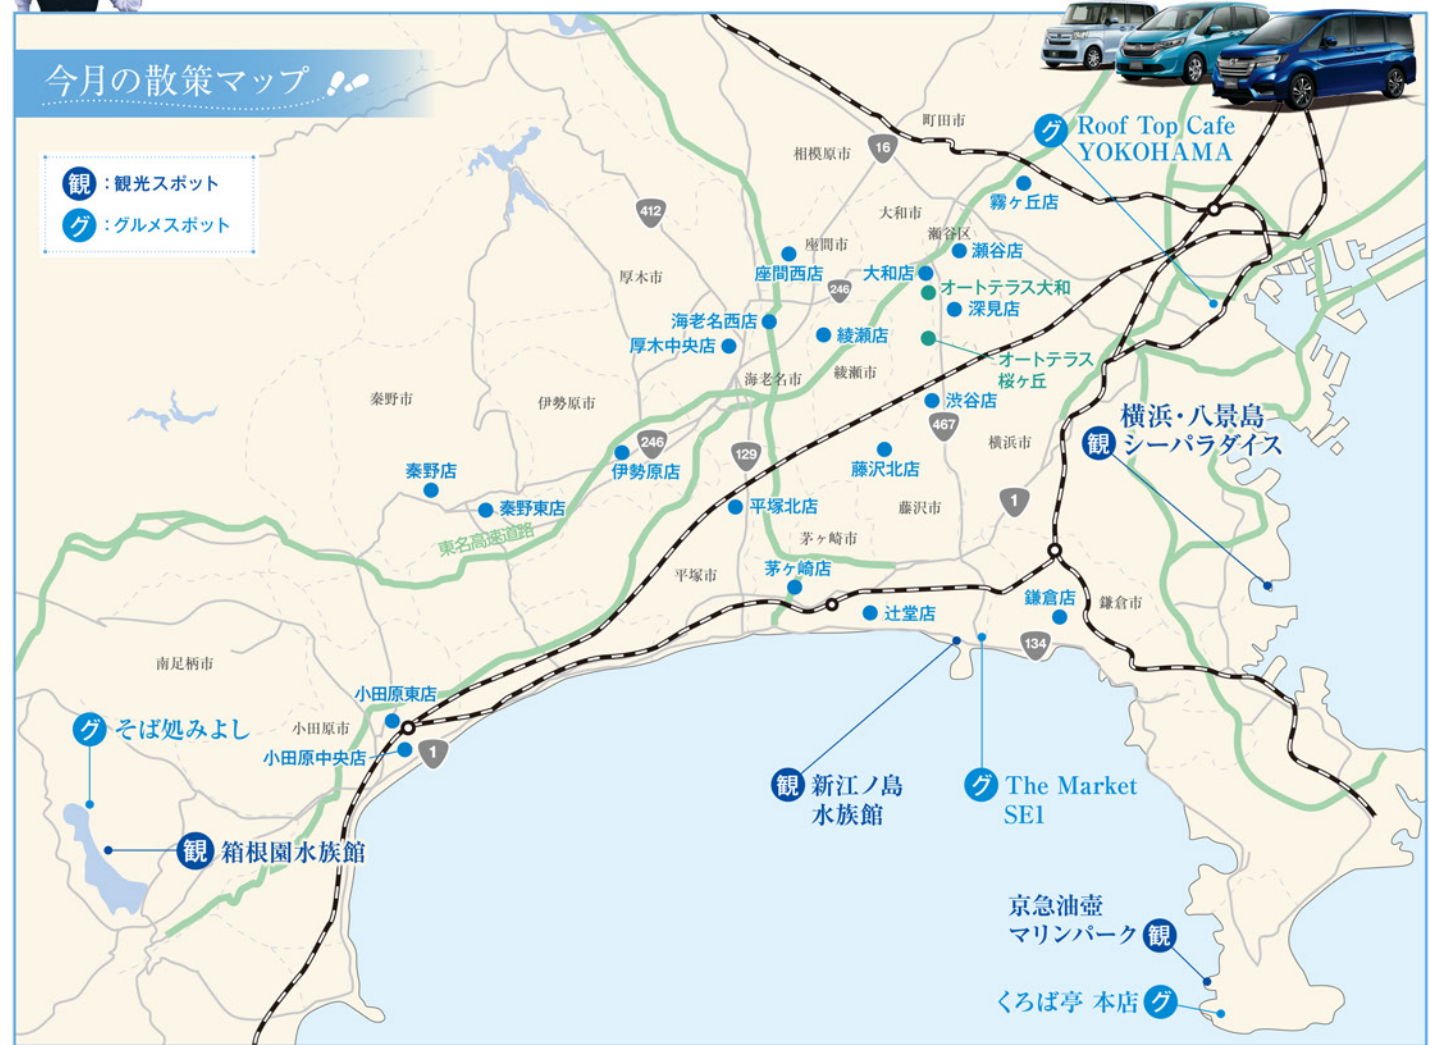 今月の散策マップ
観：観光スポット
グ：グルメスポット
町田市
相模原市
16
グ Roof Top Cafe
YOKOHAMA
霧ヶ丘店
412
大和市
瀬谷区
座間市
瀬谷店
座間西店
大和店
厚木市
246
オートテラス大和
深見店
海老名西店
綾瀬店
厚木中央店
オートテラス
桜ヶ丘
海老名市
綾瀬市
秦野市
伊勢原市
渋谷店
467
横浜・八景島
シーパラダイス
観
246
129
横浜市
藤沢北店
伊勢原店
秦野店
秦野東店
平塚北店
藤沢市
1
東名高速道路
茅ヶ崎市
茅ヶ崎店
平塚市
辻堂店
鎌倉店
鎌倉市
134
南足柄市
小田原東店
グ そば処みよし
小田原市
小田原中央店
1
観 新江ノ島
水族館
グ The Market
SE1
観 箱根園水族館
京急油壺
マリンパーク 観
くろば亭 本店 グ